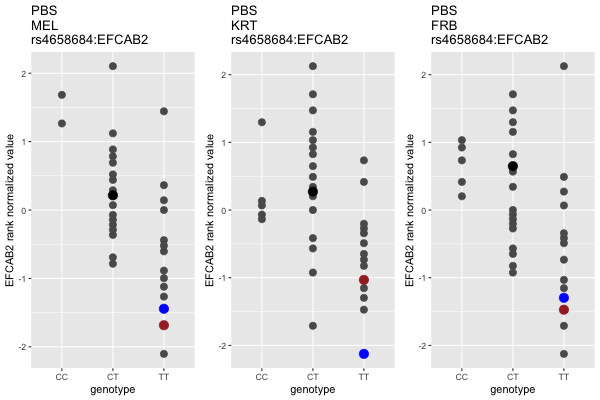 PBS
MEL
rs4658684:EFCAB2
EFCAB2 rank normalized value
2
1
0
-1
-2
CC CT TT
genotype
PBS
KRT
rs4658684:EFCAB2
EFCAB2 rank normalized value
2
1
0
-1
-2
CC CT TT
genotype
PBS
FRB
rs4658684:EFCAB2
EFCAB2 rank normalized value
2
1
0
-1
-2
CC CT TT
genotype